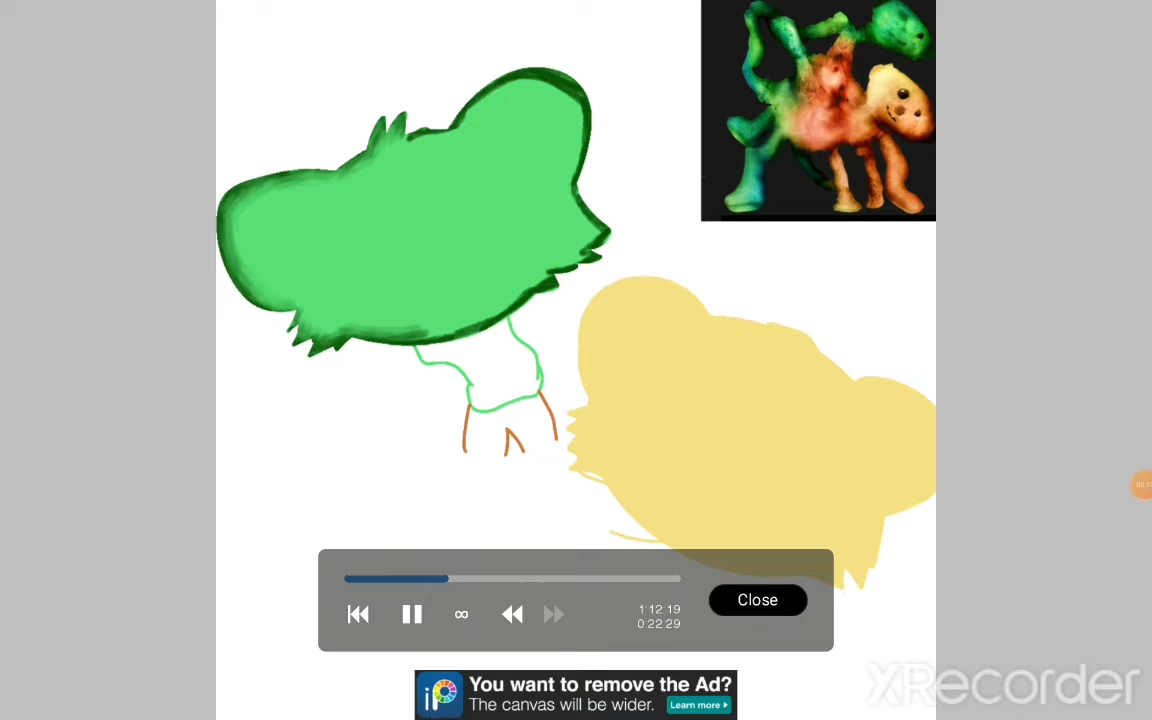 1:12:19
0:22:29
Close
You want to remove the Ad?
The canvas will be wider.
Learn more
iP
XRecorder